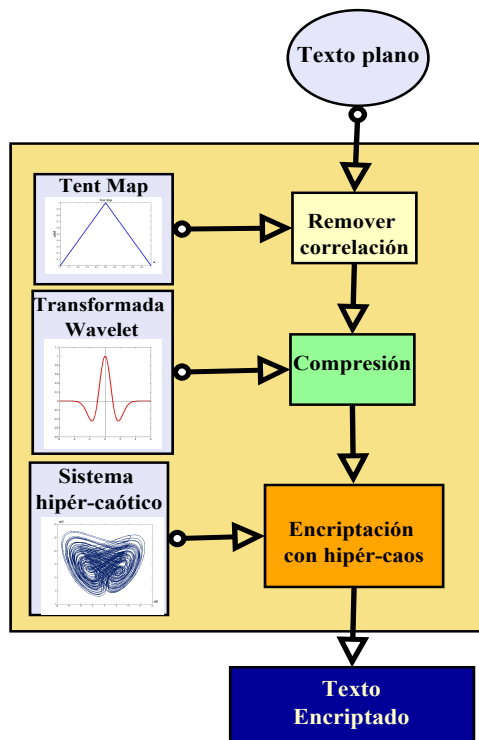 Texto plano
Tent Map
Remover
correlación
Transformada
Wavelet
Compresión
Sistema
hipér-caótico
Encriptación
con hipér-caos
Texto
Encriptado